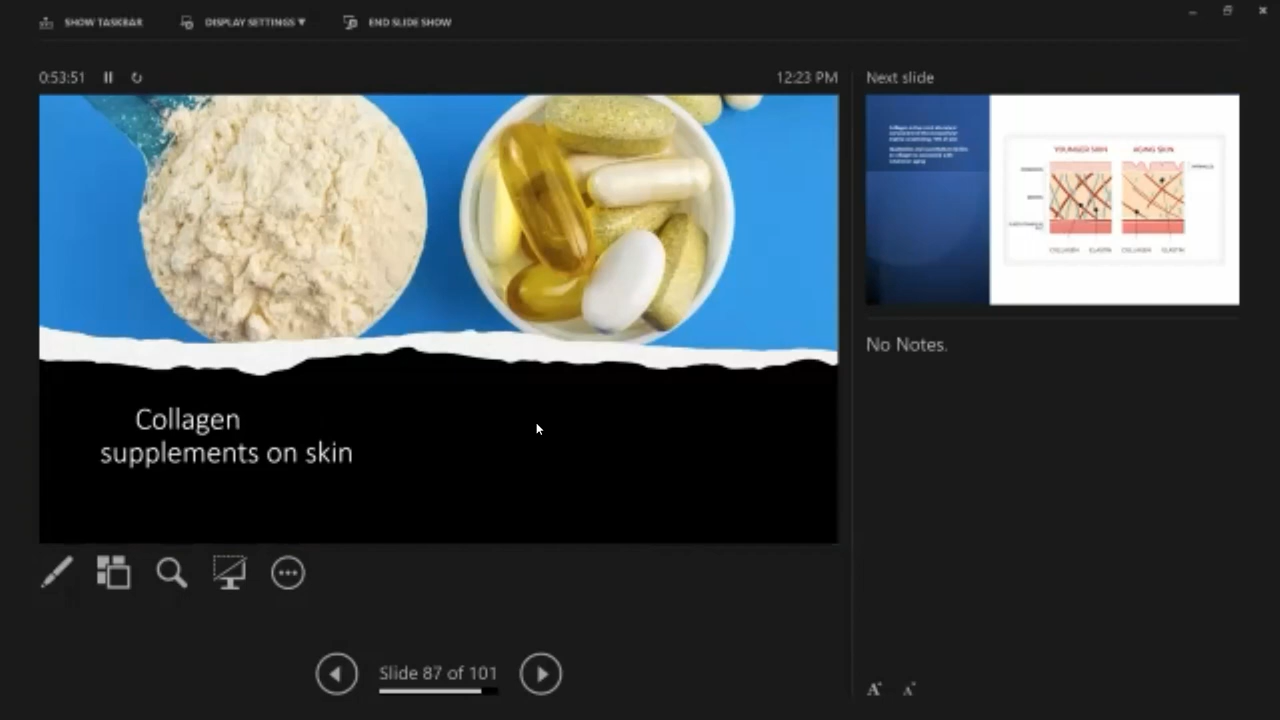 SHOW TASKBAR
DISPLAY SETTINGS ▼
END SLIDE SHOW
0:53:51
12:23 PM
Next slide
YOUNGER SKIN
AGING SKIN
COLLAGEN
ELASTIN
COLLAGEN
ELASTIN
No Notes.
Collagen
supplements on skin
Slide 87 of 101
A
A